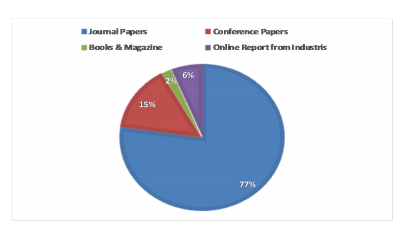 Journal Papers
Conference Papers
Books & Magazine
Online Report from Industris
6%
2%
15%
77%